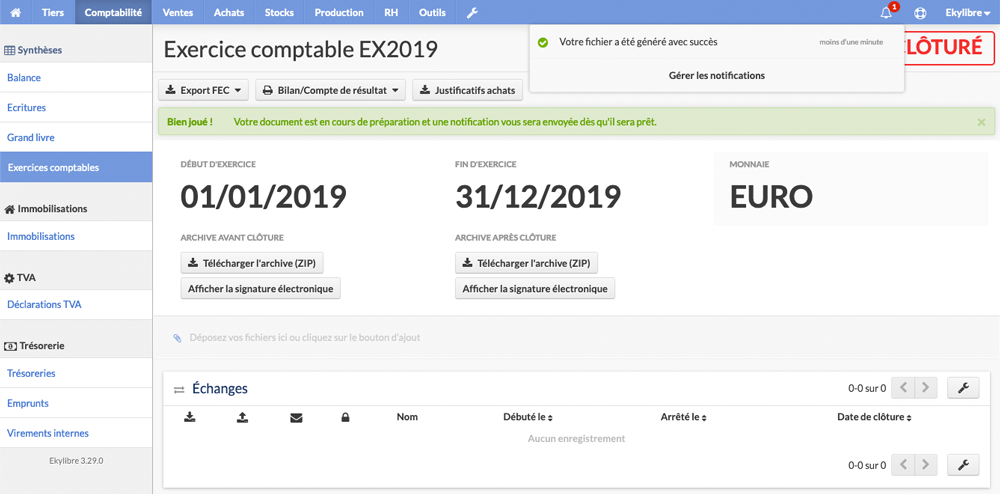 Tiers Comptabilité Ventes Achats Stocks Production RH Outils 1 Ekylibre
Synthèses
Balance
Ecritures
Grand livre
Exercices comptables
Immobilisations
Immobilisations
TVA
Déclarations TVA
Trésorerie
Trésoreries
Emprunts
Virements internes
Ekylibre 3.29.0
Exercice comptable EX2019
Votre fichier a été généré avec succès moins d'une minute
Gérer les notifications
LÔTURÉ
Export FEC Bilan/Compte de résultat Justificatifs achats
Bien joué ! Votre document est en cours de préparation et une notification vous sera envoyée dès qu'il sera prêt. ×
DÉBUT D'EXERCICE FIN D'EXERCICE MONNAIE
01/01/2019 31/12/2019 EURO
ARCHIVE AVANT CLÔTURE ARCHIVE APRÈS CLÔTURE
Télécharger l'archive (ZIP) Télécharger l'archive (ZIP)
Afficher la signature électronique Afficher la signature électronique
Déposez vos fichiers ici ou cliquez sur le bouton d'ajout
Échanges 0-0 sur 0
Nom Débuté le Arrêté le Date de clôture
Aucun enregistrement
0-0 sur 0